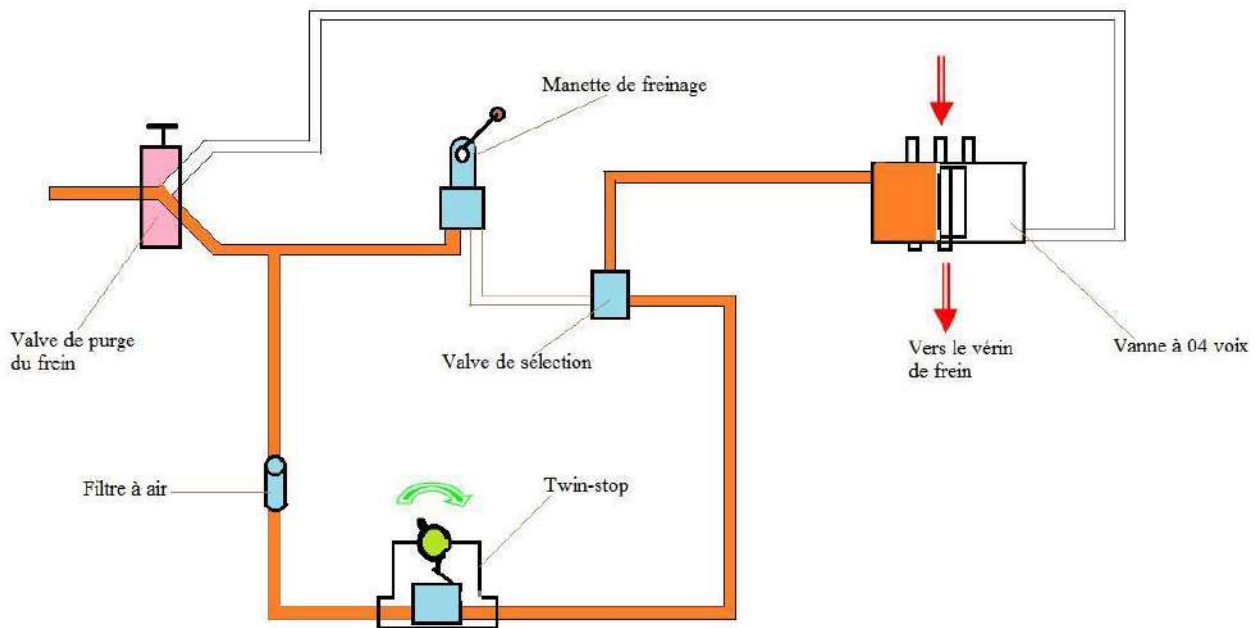 Manette de freinage
Valve de purge
du frein
Valve de sélection
Vers le vérin
de frein
Vanne à 04 voix
Filtre à air
Twin-stop